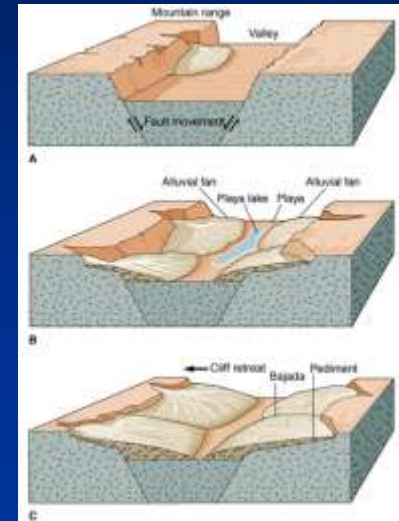 Mountain range
Valley
Fault movement
A
Alluvial fan
Playa lake
Playa
Alluvial fan
B
Cliff retreat
Bajada
Pediment
C